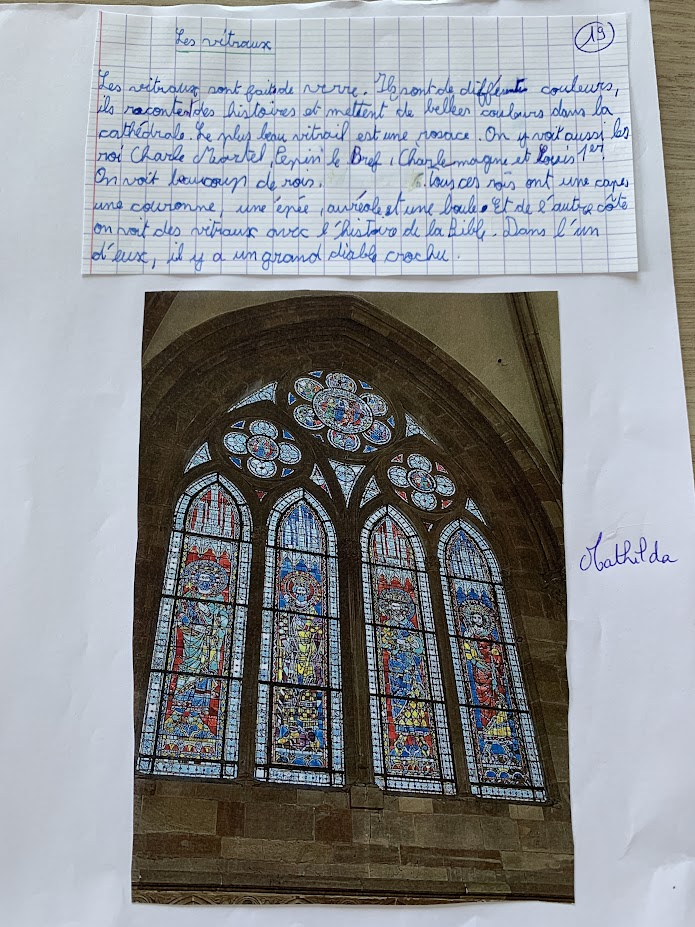 Les vitraux
19
Les vitraux sont faits de verre. Ils sont de différents couleurs,
ils racontent des histoires et mettent de belles couleurs dans la
cathédrale. Le plus beau vitrail est une rosace. On y voit aussi les
roi Charle Martel, Pepin le Bref, Charlemagne et Louis 1er.
On voit beaucoup de rois. tous ces rois ont une cape
une couronne, une épée, auréole et une boule. Et de l'autre côté
on voit des vitraux avec l'histoire de la Bible. Dans l'un
d'eux, il y a un grand diable crochu.
Mathilda